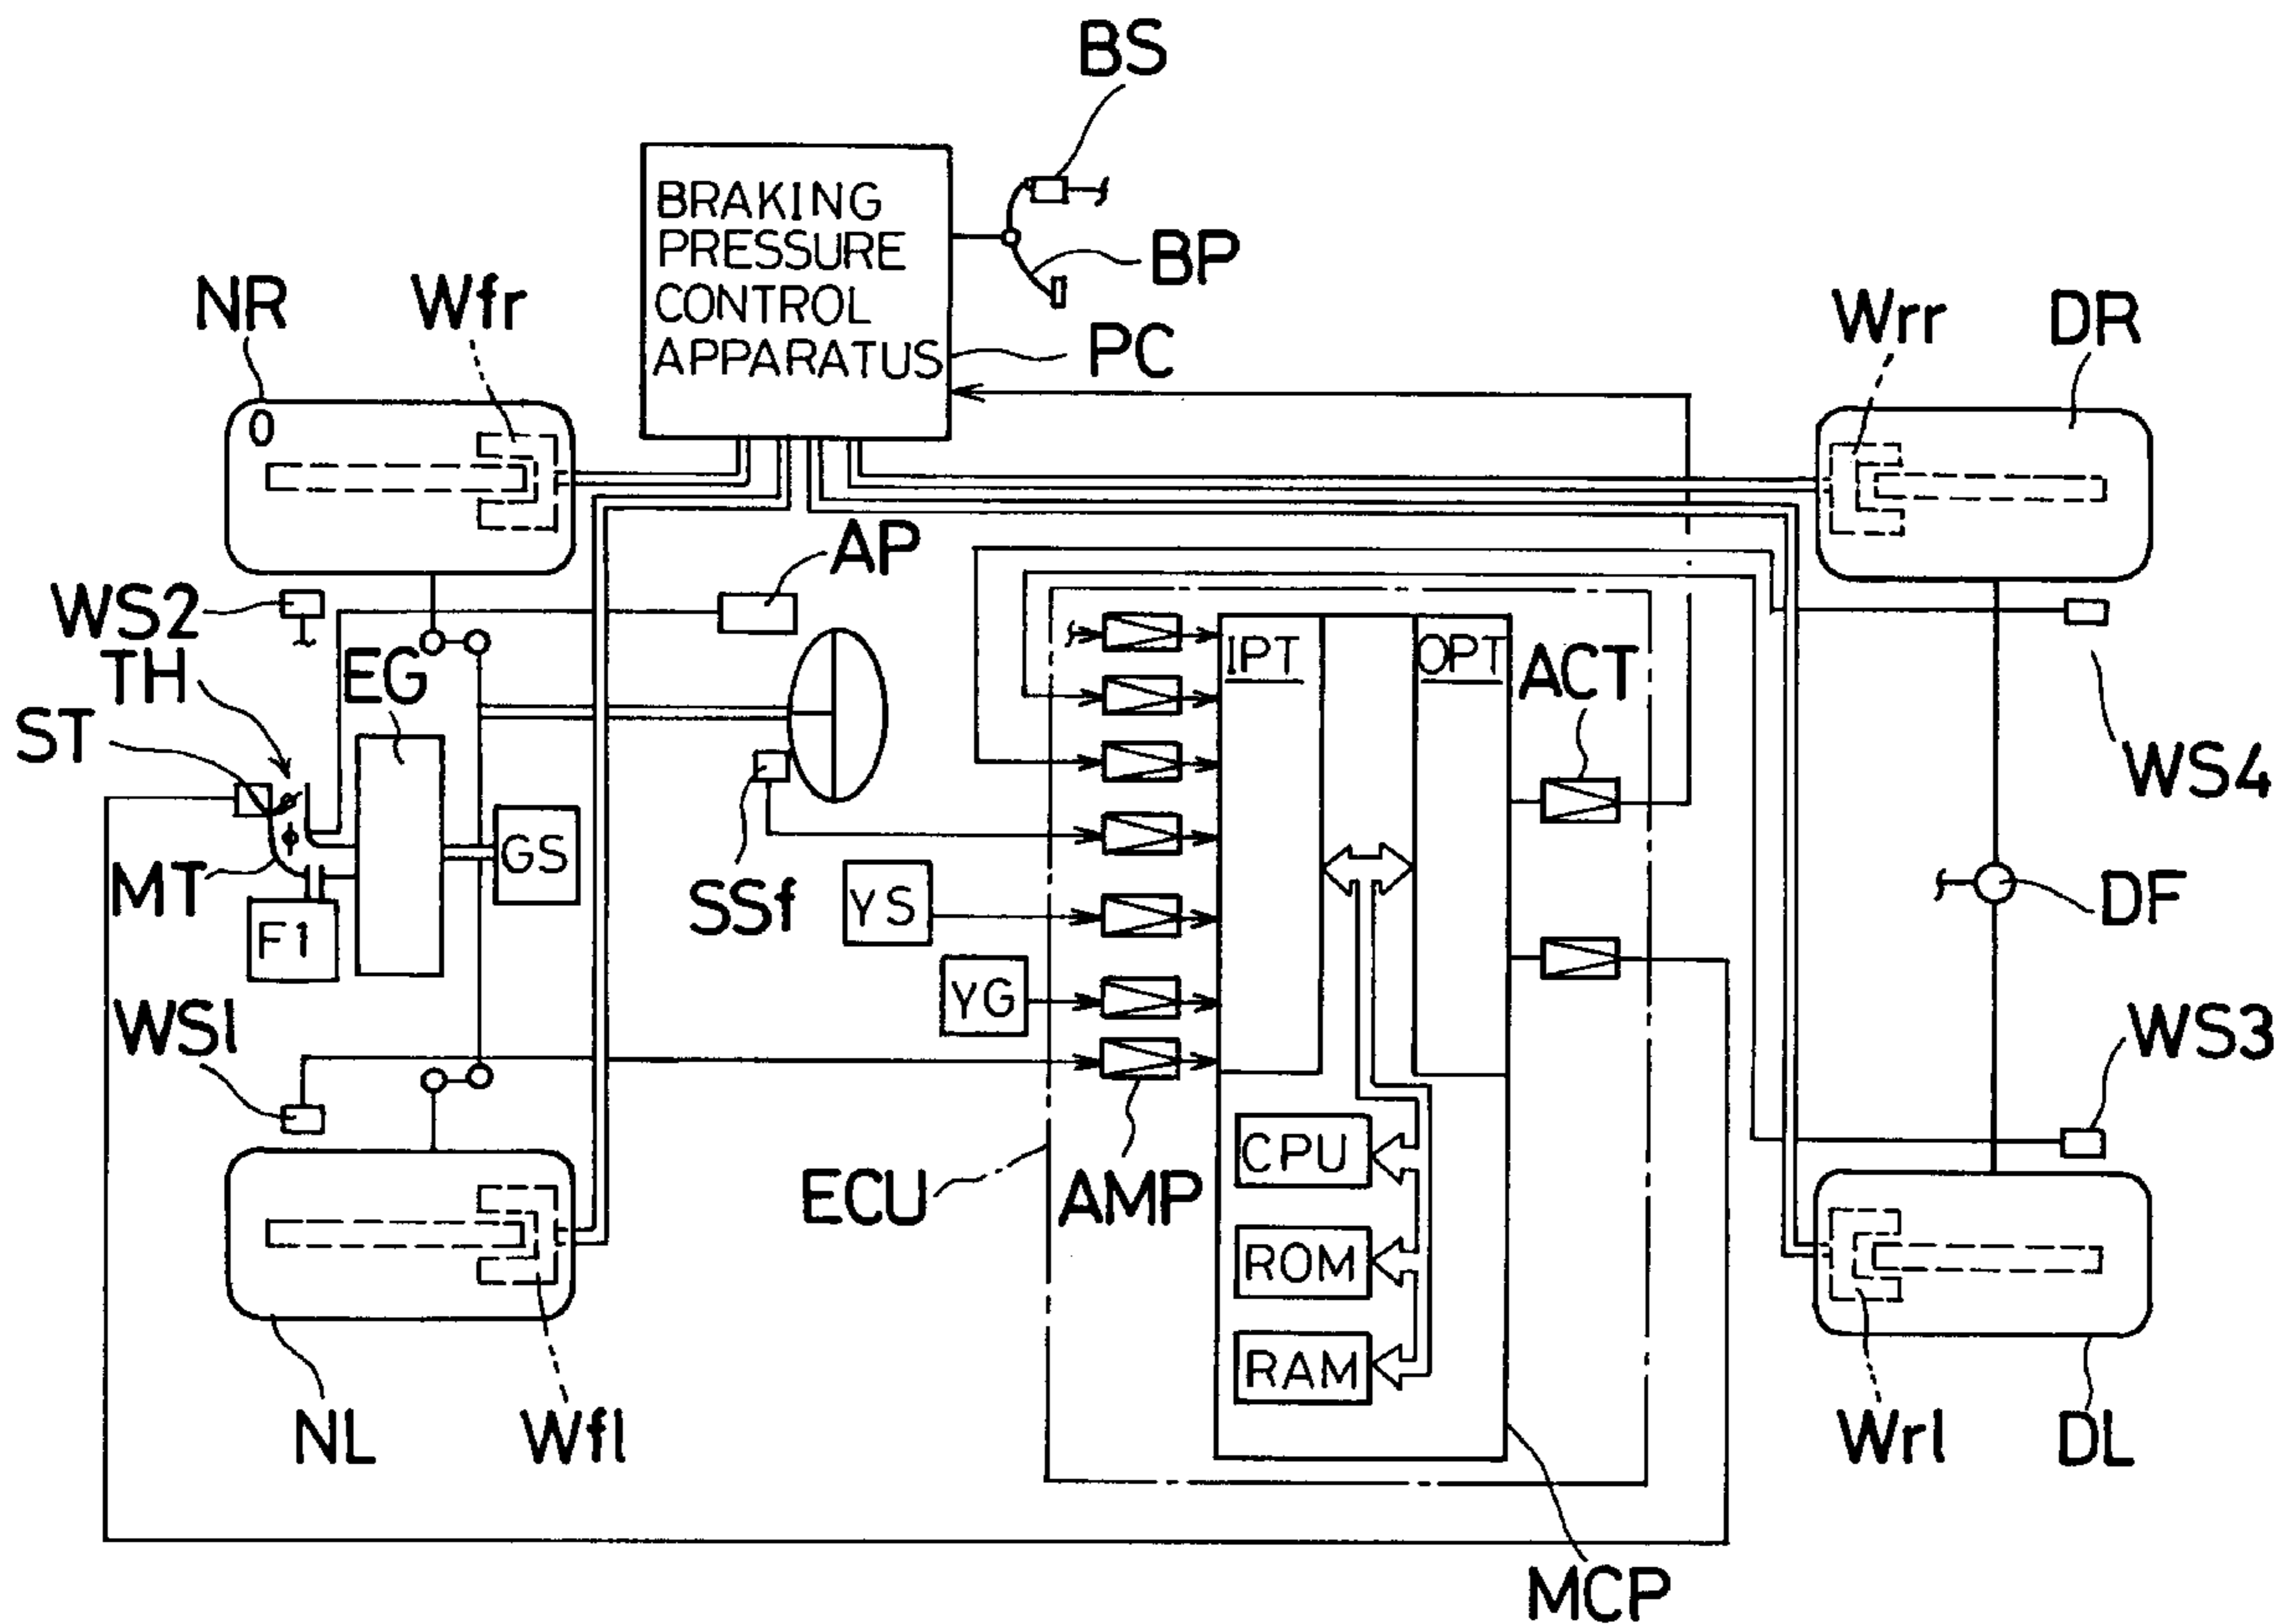 BS
BRAKING
PRESSURE
CONTROL
APPARATUS
BP
PC
NR
Wfr
Wrr
DR
AP
WS2
TH
EG
ST
IPT
OPT
ACT
WS4
MT
GS
SSf
YS
DF
F1
YG
WS1
WS3
CPU
ECU
AMP
ROM
RAM
NL
Wfl
Wrl
DL
MCP